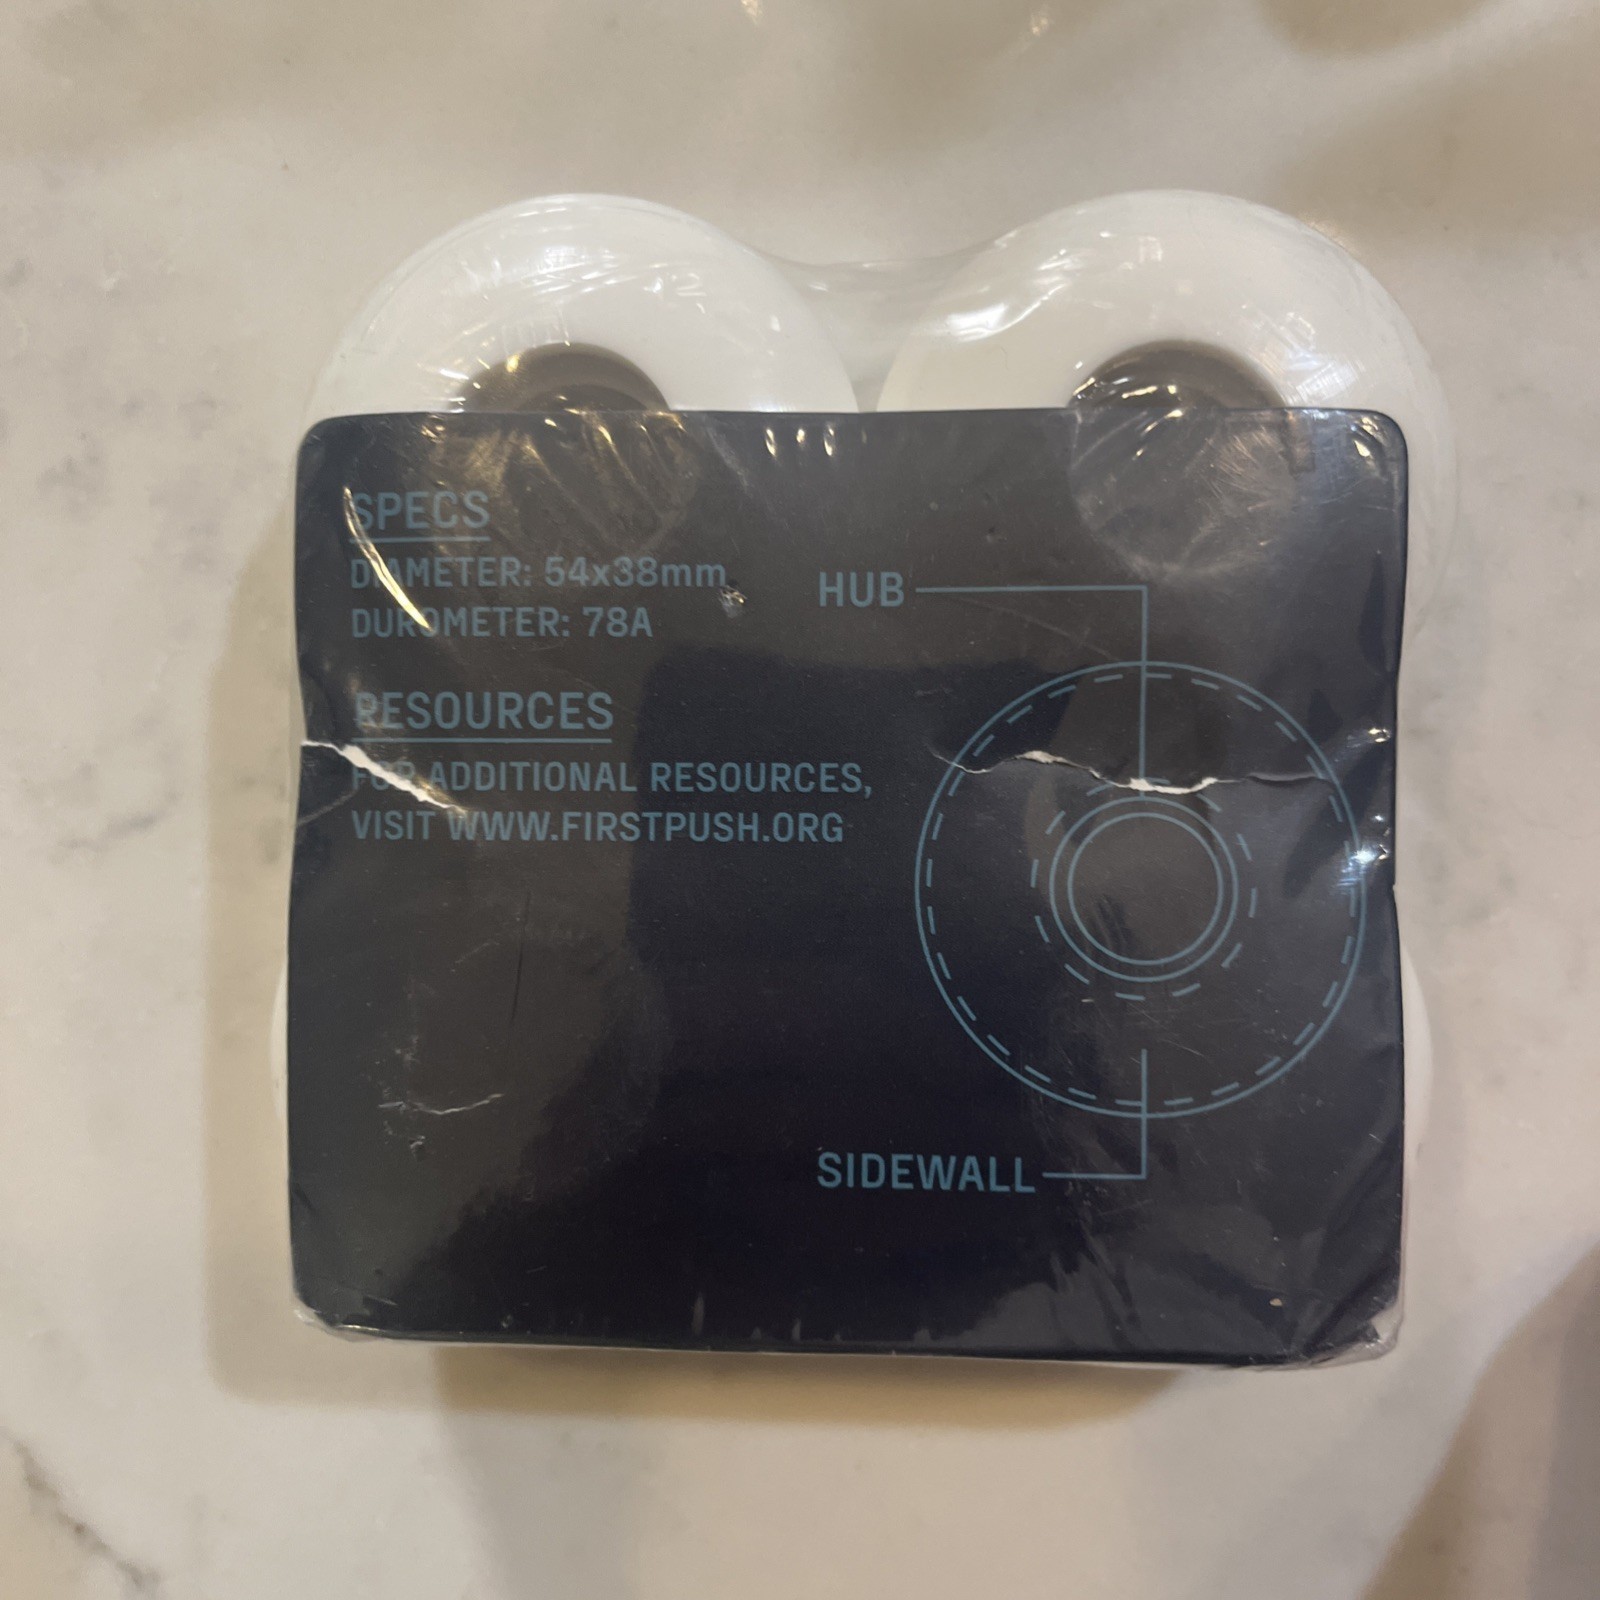 SPECS
DIAMETER: 54x38mm
DUROMETER: 78A
HUB
RESOURCES
FOR ADDITIONAL RESOURCES,
VISIT WWW.FIRSTPUSH.ORG
SIDEWALL